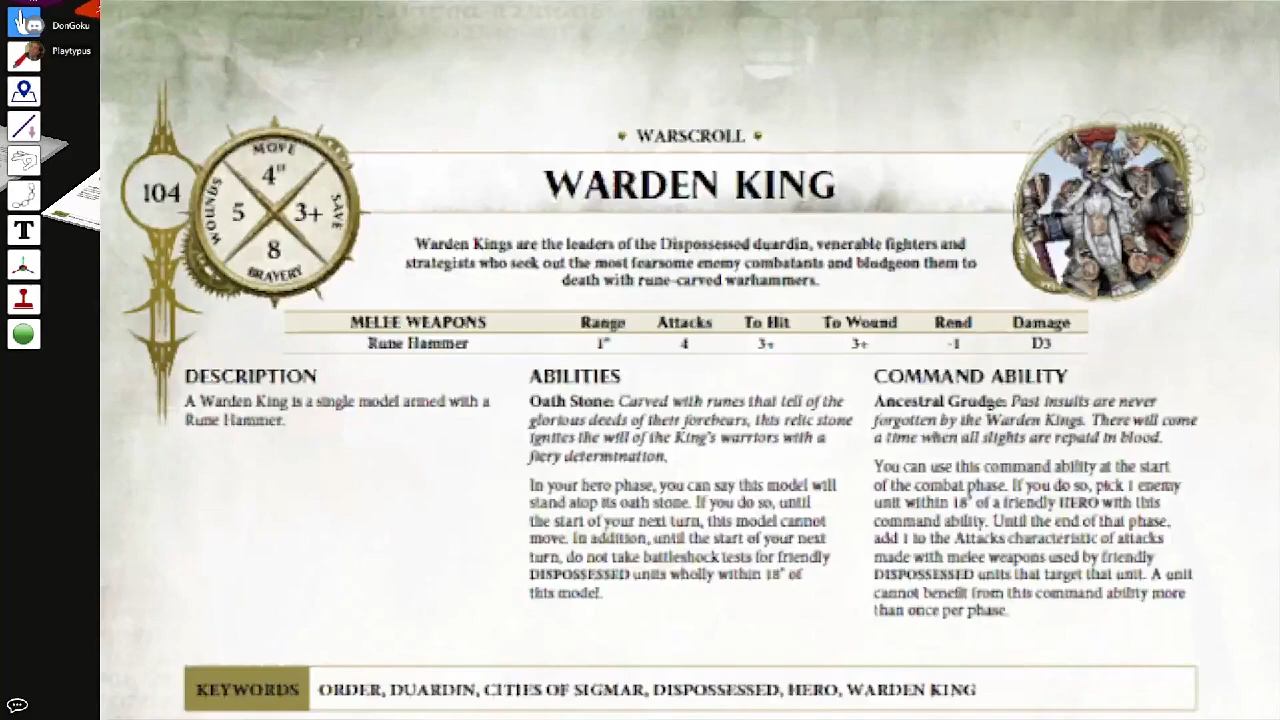 DonGoku
Playtypus
T
WARSCROLL
WARDEN KING
104
MOVE
4"
WOUNDS
5
3+
SAVE
8
BRAVERY
Warden Kings are the leaders of the Dispossessed duardin, venerable fighters and
strategists who seek out the most fearsome enemy combatants and bludgeon them to
death with rune-carved warhammers.
MELEE WEAPONS Range Attacks To Hit To Wound Rend Damage
Rune Hammer 1" 4 3+ 3+ -1 D3
DESCRIPTION
A Warden King is a single model armed with a
Rune Hammer.
ABILITIES
Oath Stone: Carved with runes that tell of the
glorious deeds of their forebears, this relic stone
ignites the will of the King's warriors with a
fiery determination.
In your hero phase, you can say this model will
stand atop its oath stone. If you do so, until
the start of your next turn, this model cannot
move. In addition, until the start of your next
turn, do not take battleshock tests for friendly
DISPOSSESSED units wholly within 18" of
this model.
COMMAND ABILITY
Ancestral Grudge: Past insults are never
forgotten by the Warden Kings. There will come
a time when all slights are repaid in blood.
You can use this command ability at the start
of the combat phase. If you do so, pick 1 enemy
unit within 18" of a friendly HERO with this
command ability. Until the end of that phase,
add 1 to the Attacks characteristic of attacks
made with melee weapons used by friendly
DISPOSSESSED units that target that unit. A unit
cannot benefit from this command ability more
than once per phase.
KEYWORDS ORDER, DUARDIN, CITIES OF SIGMAR, DISPOSSESSED, HERO, WARDEN KING